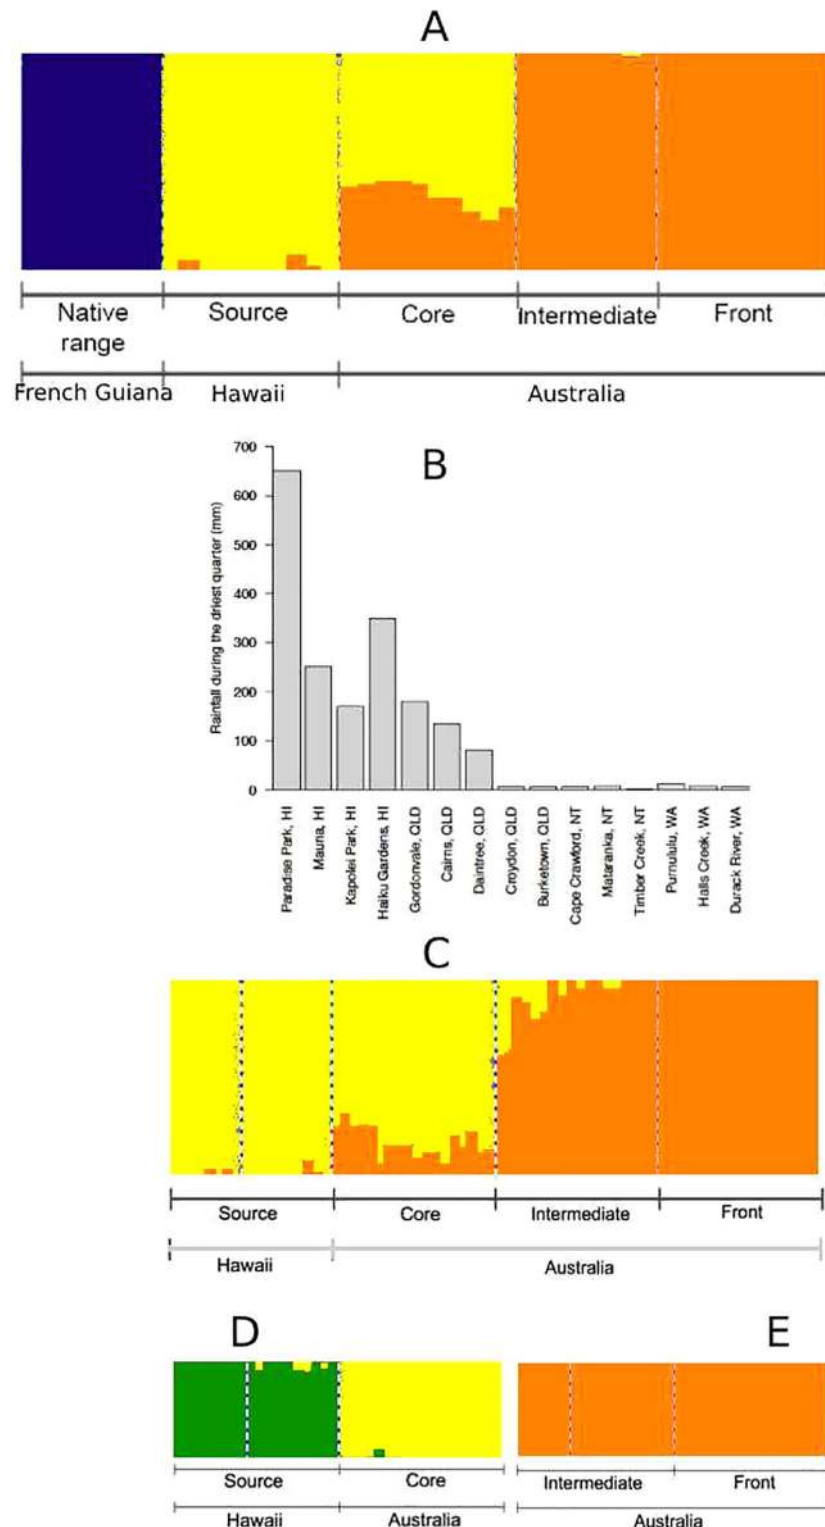 A
Native range Source Core Intermediate Front
French Guiana Hawaii Australia
B
Rainfall during the driest quarter (mm)
700
600
500
400
300
200
100
0
Paradise Park, HI
Mauna, HI
Kapolei Park, HI
Haiku Gardens, HI
Gordonvale, QLD
Cairns, QLD
Daintree, QLD
Croydon, QLD
Burketown, QLD
Cape Crawford, NT
Mataranka, NT
Timber Creek, NT
Purnululu, WA
Halls Creek, WA
Durack River, WA
C
Source Core Intermediate Front
Hawaii Australia
D E
Source Core Intermediate Front
Hawaii Australia Australia